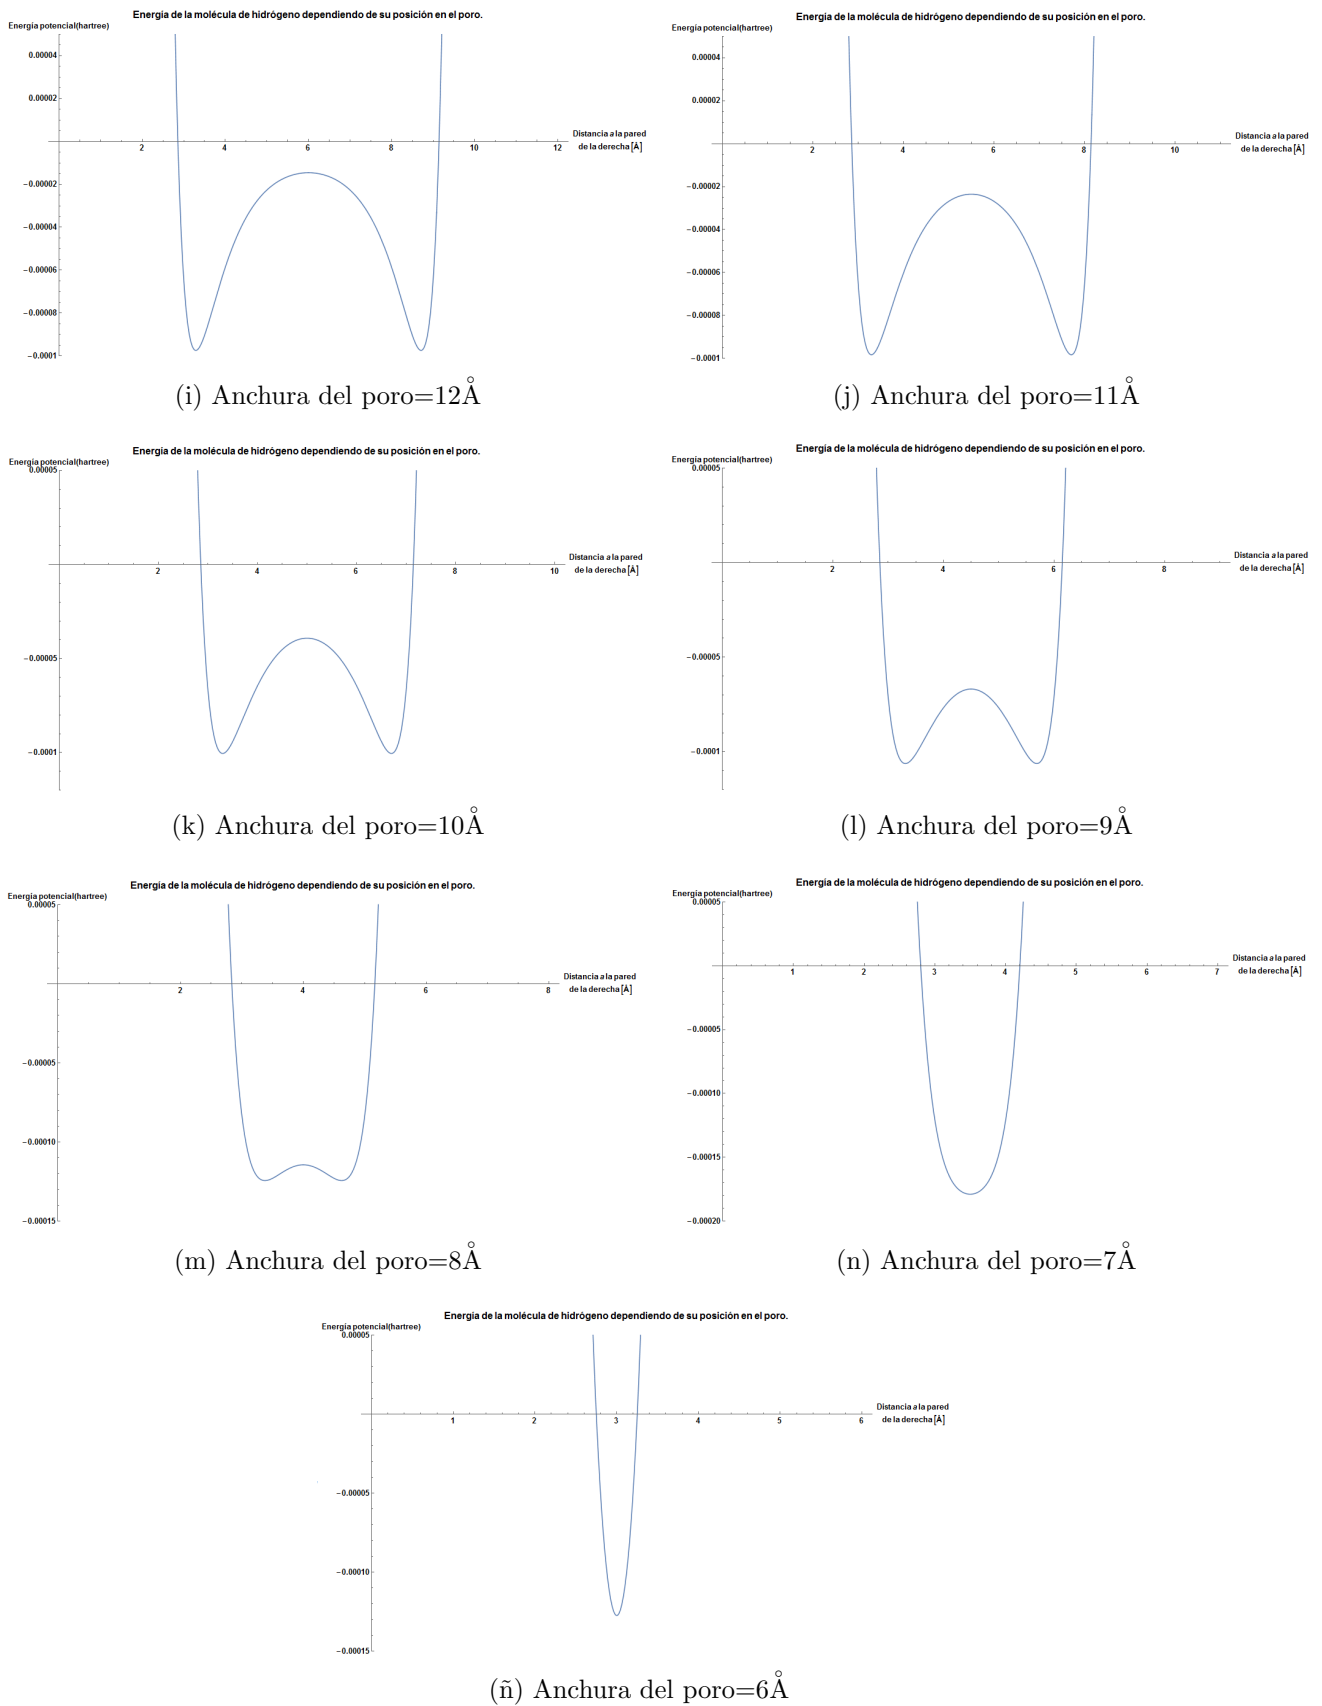 Energía de la molécula de hidrógeno dependiendo de su posición en el poro.
Energía potencial(hartree)
0.00004
0.00002
-0.00002
-0.00004
-0.00006
-0.00008
-0.0001
2 4 6 8 10 12
Distancia a la pared
de la derecha [Å]
(i) Anchura del poro=12Å
Energía de la molécula de hidrógeno dependiendo de su posición en el poro.
Energía potencial(hartree)
0.00004
0.00002
-0.00002
-0.00004
-0.00006
-0.00008
-0.0001
2 4 6 8 10
Distancia a la pared
de la derecha [Å]
(j) Anchura del poro=11Å
Energía de la molécula de hidrógeno dependiendo de su posición en el poro.
Energía potencial(hartree)
0.00005
-0.00005
-0.0001
2 4 6 8 10
Distancia a la pared
de la derecha [Å]
(k) Anchura del poro=10Å
Energía de la molécula de hidrógeno dependiendo de su posición en el poro.
Energía potencial(hartree)
0.00005
-0.00005
-0.0001
2 4 6 8
Distancia a la pared
de la derecha [Å]
(l) Anchura del poro=9Å
Energía de la molécula de hidrógeno dependiendo de su posición en el poro.
Energía potencial(hartree)
0.00005
-0.00005
-0.00010
-0.00015
2 4 6 8
Distancia a la pared
de la derecha [Å]
(m) Anchura del poro=8Å
Energía de la molécula de hidrógeno dependiendo de su posición en el poro.
Energía potencial(hartree)
0.00005
-0.00005
-0.00010
-0.00015
-0.00020
1 2 3 4 5 6 7
Distancia a la pared
de la derecha [Å]
(n) Anchura del poro=7Å
Energía de la molécula de hidrógeno dependiendo de su posición en el poro.
Energía potencial(hartree)
0.00005
-0.00005
-0.00010
-0.00015
1 2 3 4 5 6
Distancia a la pared
de la derecha [Å]
(ñ) Anchura del poro=6Å